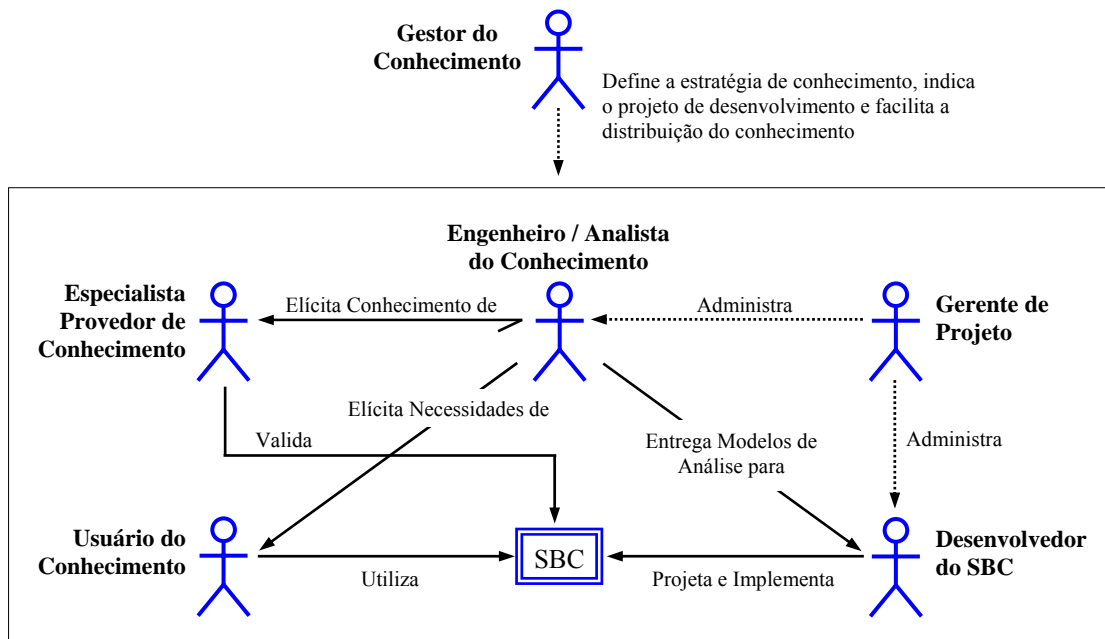 Gestor do
Conhecimento
Define a estratégia de conhecimento, indica
o projeto de desenvolvimento e facilita a
distribuição do conhecimento
Engenheiro / Analista
do Conhecimento
Especialista
Provedor de
Conhecimento
Elícita Conhecimento de
Administra
Gerente de
Projeto
Elícita Necessidades de
Valida
Entrega Modelos de
Análise para
Administra
Usuário do
Conhecimento
Utiliza
SBC
Projeta e Implementa
Desenvolvedor
do SBC